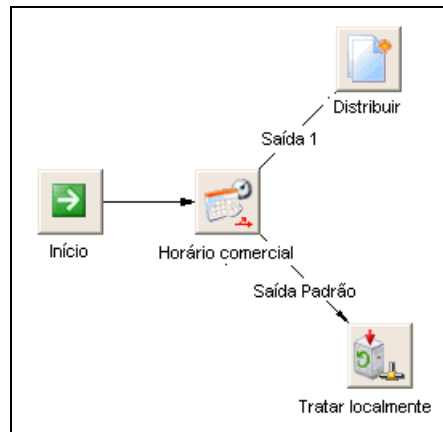 Distribuir
Saída 1
Início
Horário comercial
Saída Padrão
Tratar localmente